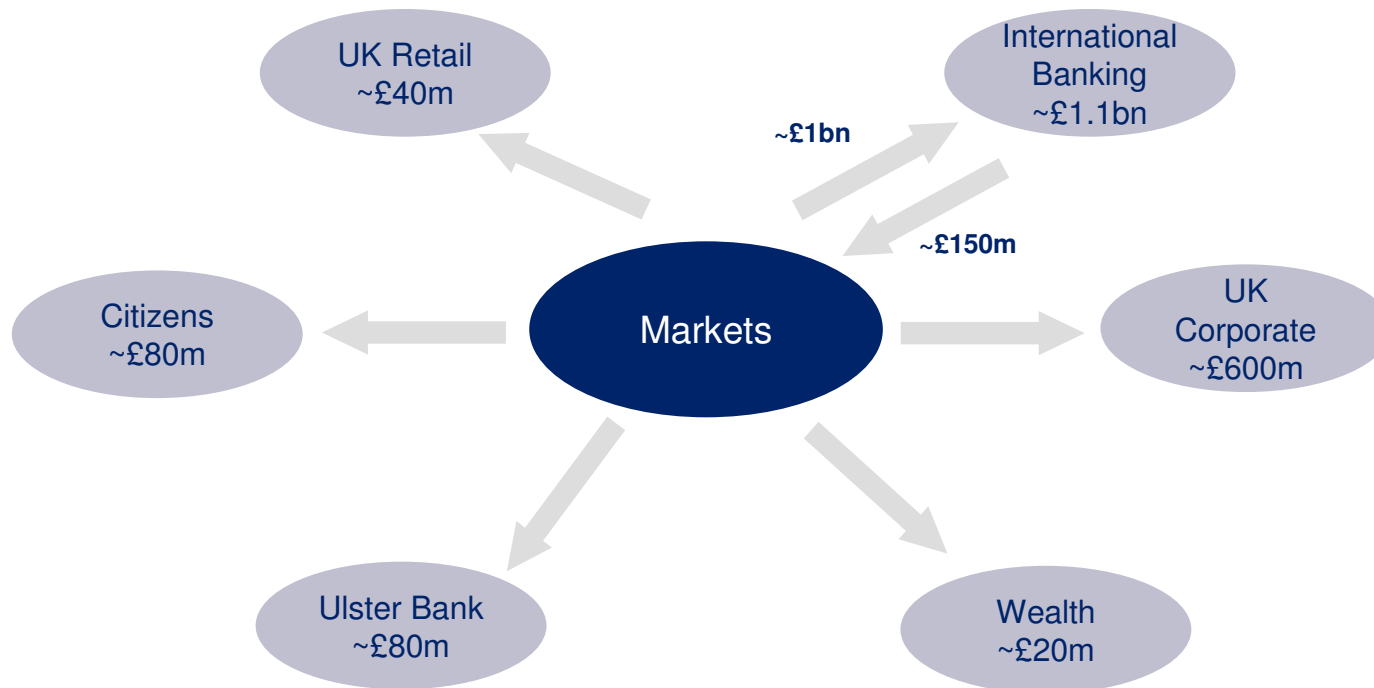 UK Retail
~£40m
International
Banking
~£1.1bn
~£1bn
~£150m
Citizens
~£80m
Markets
UK
Corporate
~£600m
Ulster Bank
~£80m
Wealth
~£20m